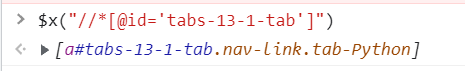 > $x("//*[@id='tabs-13-1-tab']")
<· ▶ [a#tabs-13-1-tab.nav-link.tab-Python]